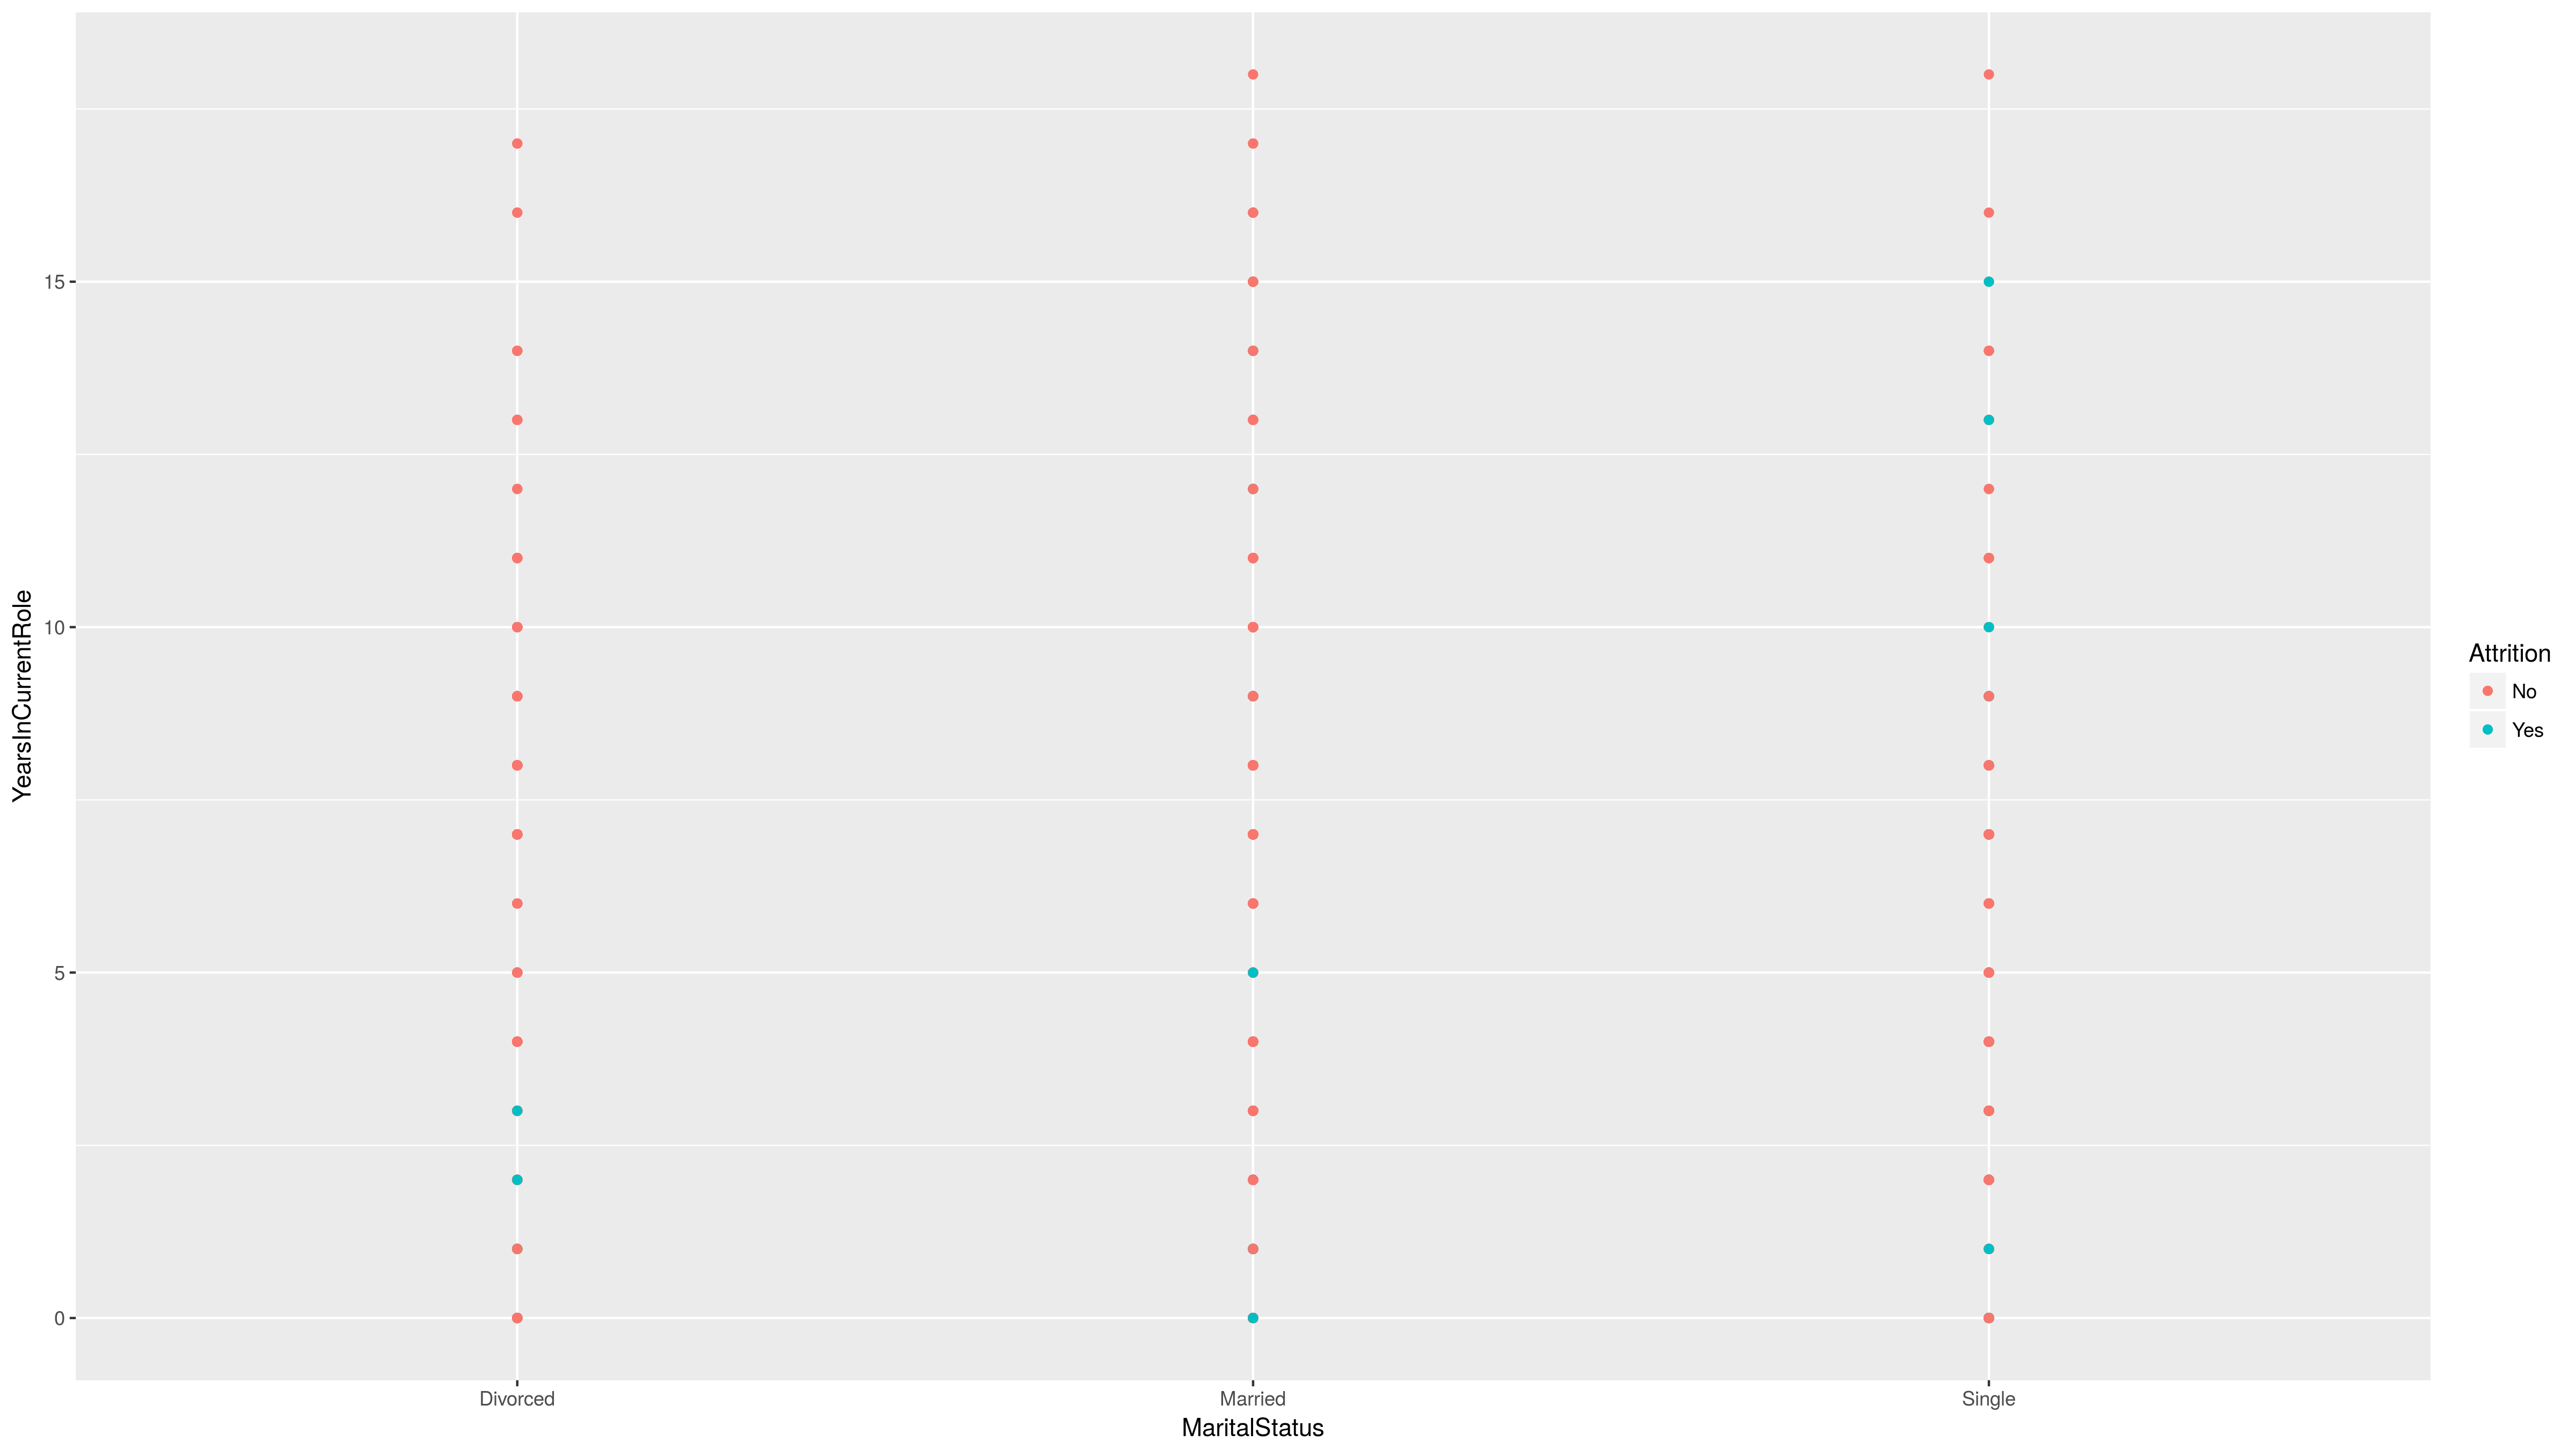 15
10
5
0
YearsInCurrentRole
Divorced
Married
Single
MaritalStatus
Attrition
No
Yes